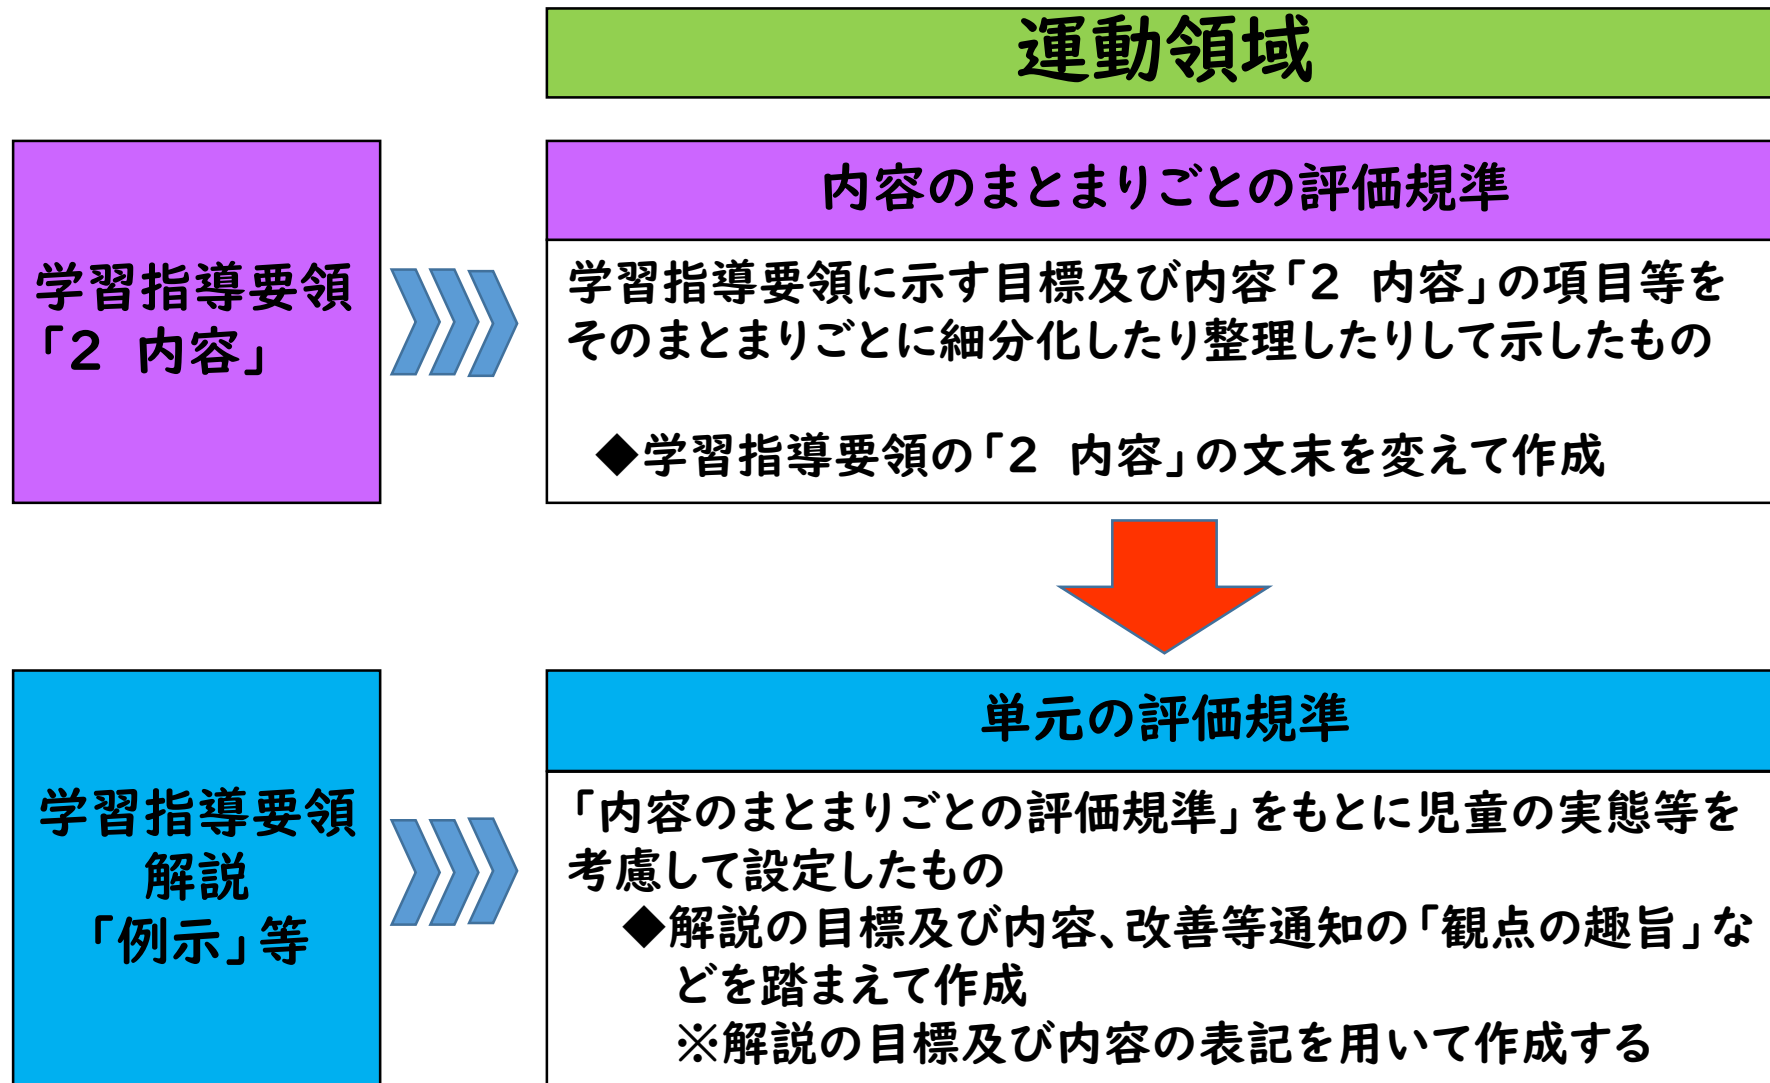 運動領域
学習指導要領
「2 内容」
内容のまとまりごとの評価規準
学習指導要領に示す目標及び内容「2 内容」の項目等を
そのまとまりごとに細分化したり整理したりして示したもの
◆学習指導要領の「2 内容」の文末を変えて作成
学習指導要領
解説
「例示」等
単元の評価規準
「内容のまとまりごとの評価規準」をもとに児童の実態等を
考慮して設定したもの
◆解説の目標及び内容、改善等通知の「観点の趣旨」な
どを踏まえて作成
※解説の目標及び内容の表記を用いて作成する